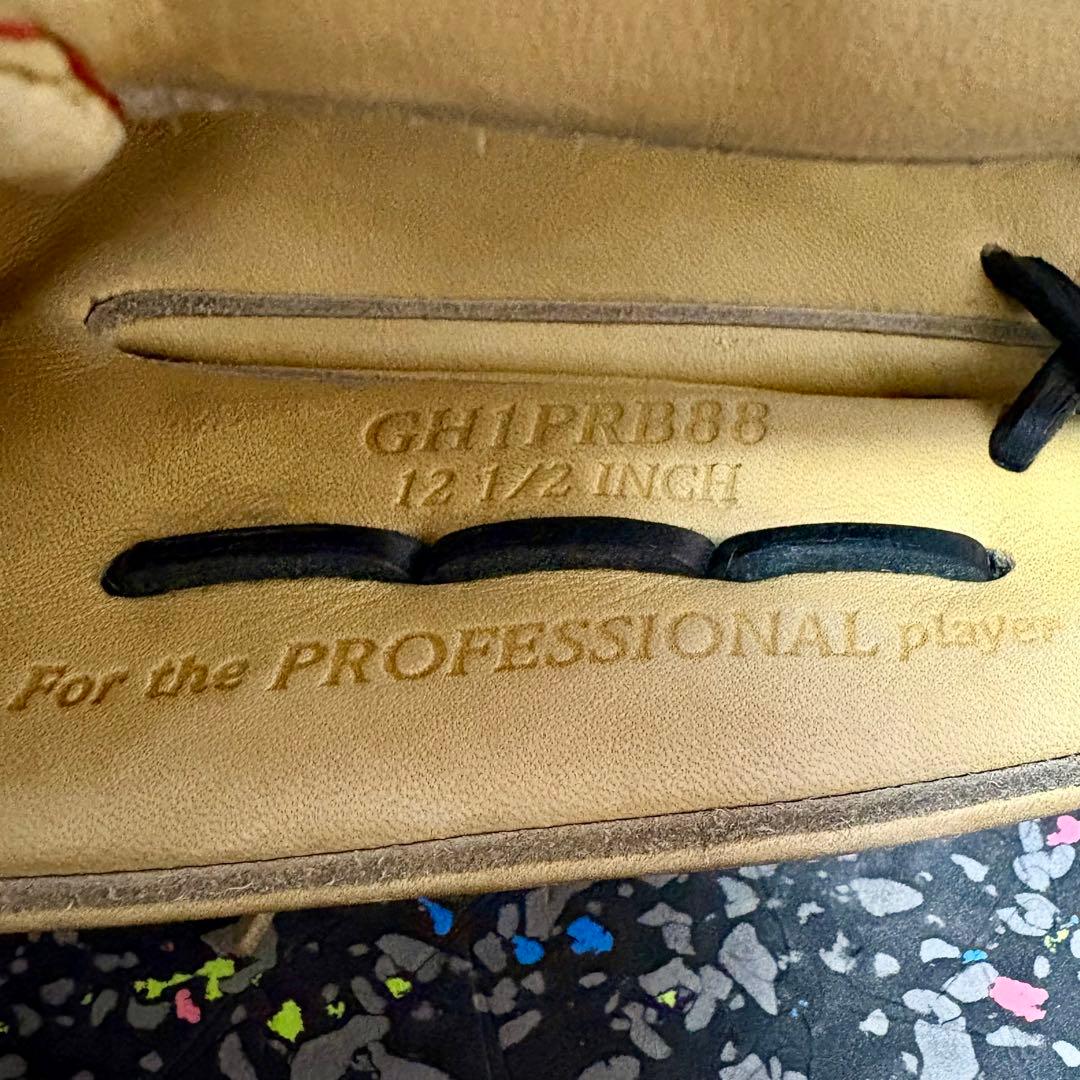 GH1PRB88
12 1/2 INCH
For the PROFESSIONAL player